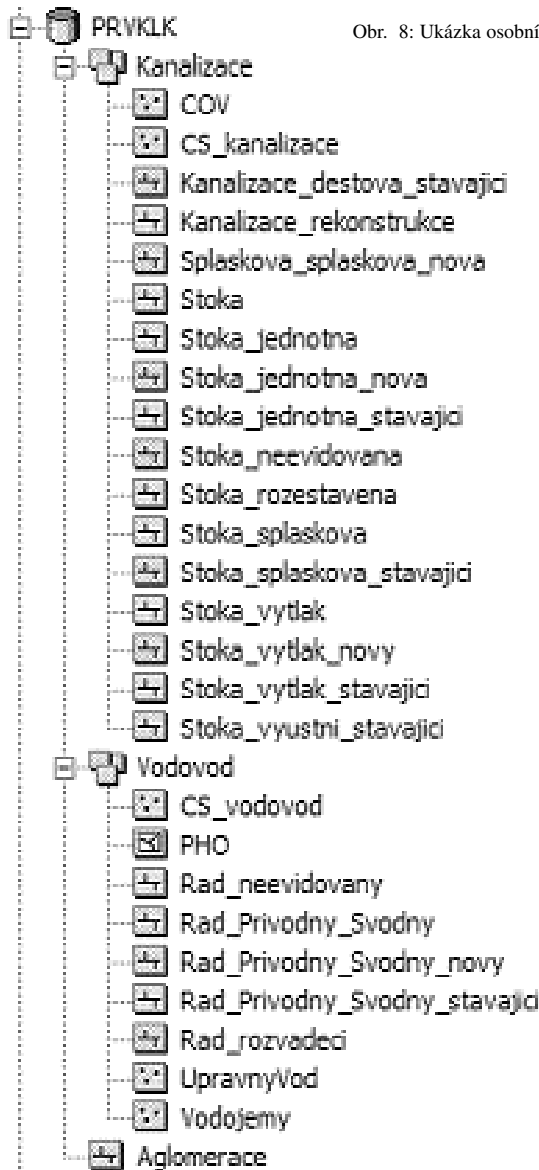 PRVKLK
Obr. 8: Ukázka osobní
Kanalizace
COV
CS_kanalizace
Kanalizace_destova_stavajici
Kanalizace_rekonstrukce
Splaskova_splaskova_nova
Stoka
Stoka_jednotna
Stoka_jednotna_nova
Stoka_jednotna_stavajici
Stoka_neevidovana
Stoka_rozestavena
Stoka_splaskova
Stoka_splaskova_stavajici
Stoka_vytlak
Stoka_vytlak_novy
Stoka_vytlak_stavajici
Stoka_vyustni_stavajici
Vodovod
CS_vodovod
PHO
Rad_neevidovany
Rad_Privodny_Svodny
Rad_Privodny_Svodny_novy
Rad_Privodny_Svodny_stavajici
Rad_rozvadeci
UpravnyVod
Vodojemy
Aglomerace